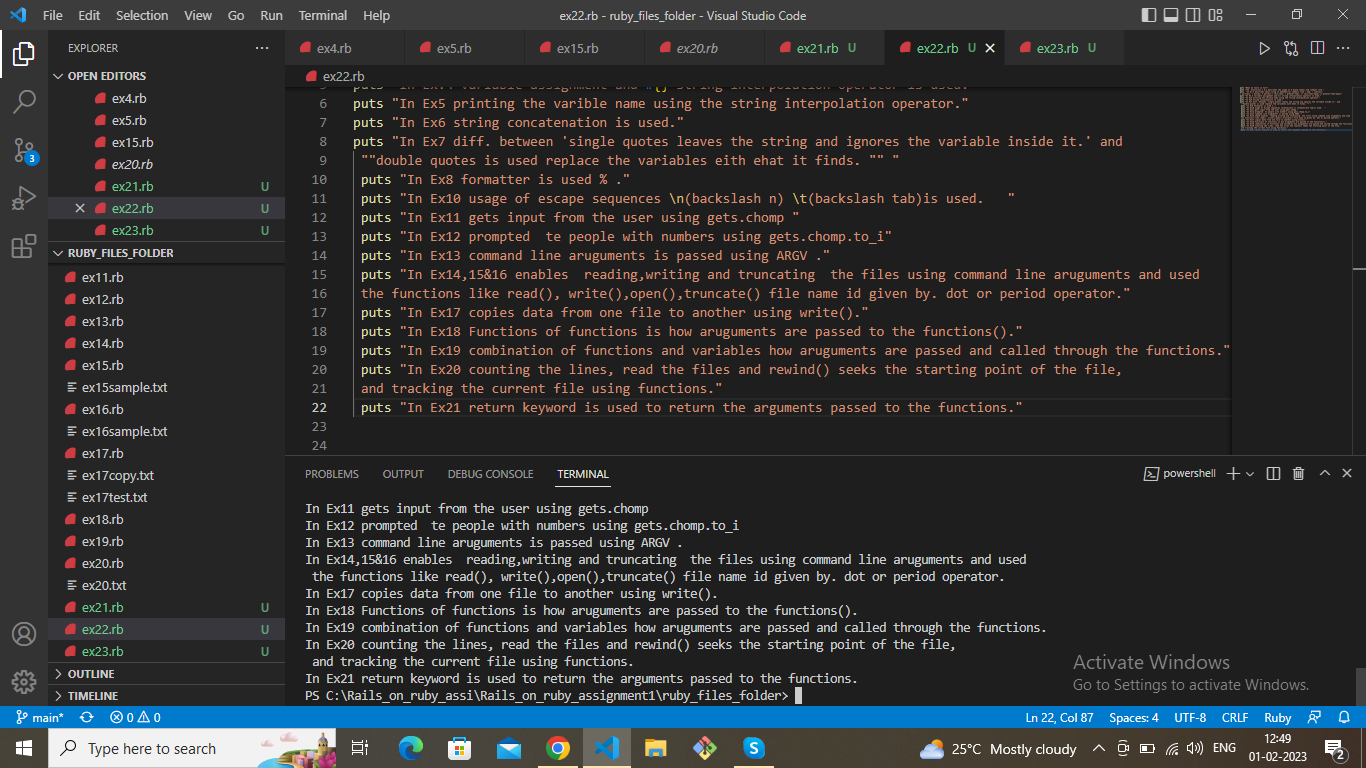 File Edit Selection View Go Run Terminal Help
ex22.rb - ruby_files_folder - Visual Studio Code
EXPLORER
OPEN EDITORS
ex4.rb
ex5.rb
ex15.rb
ex20.rb
ex21.rb U
ex22.rb U
ex23.rb U
RUBY_FILES_FOLDER
ex11.rb
ex12.rb
ex13.rb
ex14.rb
ex15.rb
ex15sample.txt
ex16.rb
ex16sample.txt
ex17.rb
ex17copy.txt
ex17test.txt
ex18.rb
ex19.rb
ex20.rb
ex20.txt
ex21.rb U
ex22.rb U
ex23.rb U
OUTLINE
TIMELINE
3
ex4.rb ex5.rb ex15.rb ex20.rb ex21.rb U ex22.rb U ex23.rb U
ex22.rb
6 puts "In Ex5 printing the varible name using the string interpolation operator."
7 puts "In Ex6 string concatenation is used."
8 puts "In Ex7 diff. between 'single quotes leaves the string and ignores the variable inside it.' and
9 ""double quotes is used replace the variables eith ehat it finds. "" "
10 puts "In Ex8 formatter is used % ."
11 puts "In Ex10 usage of escape sequences \n(backslash n) \t(backslash tab)is used.   "
12 puts "In Ex11 gets input from the user using gets.chomp "
13 puts "In Ex12 prompted  te people with numbers using gets.chomp.to_i"
14 puts "In Ex13 command line aruguments is passed using ARGV ."
15 puts "In Ex14,15&16 enables  reading,writing and truncating  the files using command line aruguments and used
16 the functions like read(), write(),open(),truncate() file name id given by. dot or period operator."
17 puts "In Ex17 copies data from one file to another using write()."
18 puts "In Ex18 Functions of functions is how aruguments are passed to the functions()."
19 puts "In Ex19 combination of functions and variables how aruguments are passed and called through the functions."
20 puts "In Ex20 counting the lines, read the files and rewind() seeks the starting point of the file,
21 and tracking the current file using functions."
22 puts "In Ex21 return keyword is used to return the arguments passed to the functions."
23
24
PROBLEMS OUTPUT DEBUG CONSOLE TERMINAL
powershell
In Ex11 gets input from the user using gets.chomp
In Ex12 prompted  te people with numbers using gets.chomp.to_i
In Ex13 command line aruguments is passed using ARGV .
In Ex14,15&16 enables  reading,writing and truncating  the files using command line aruguments and used
the functions like read(), write(),open(),truncate() file name id given by. dot or period operator.
In Ex17 copies data from one file to another using write().
In Ex18 Functions of functions is how aruguments are passed to the functions().
In Ex19 combination of functions and variables how aruguments are passed and called through the functions.
In Ex20 counting the lines, read the files and rewind() seeks the starting point of the file,
and tracking the current file using functions.
In Ex21 return keyword is used to return the arguments passed to the functions.
PS C:\Rails_on_ruby_assi\Rails_on_ruby_assignment1\ruby_files_folder>
Activate Windows
Go to Settings to activate Windows.
main* 0 0
Ln 22, Col 87 Spaces: 4 UTF-8 CRLF Ruby
Type here to search
25°C Mostly cloudy ENG
12:49
01-02-2023
2